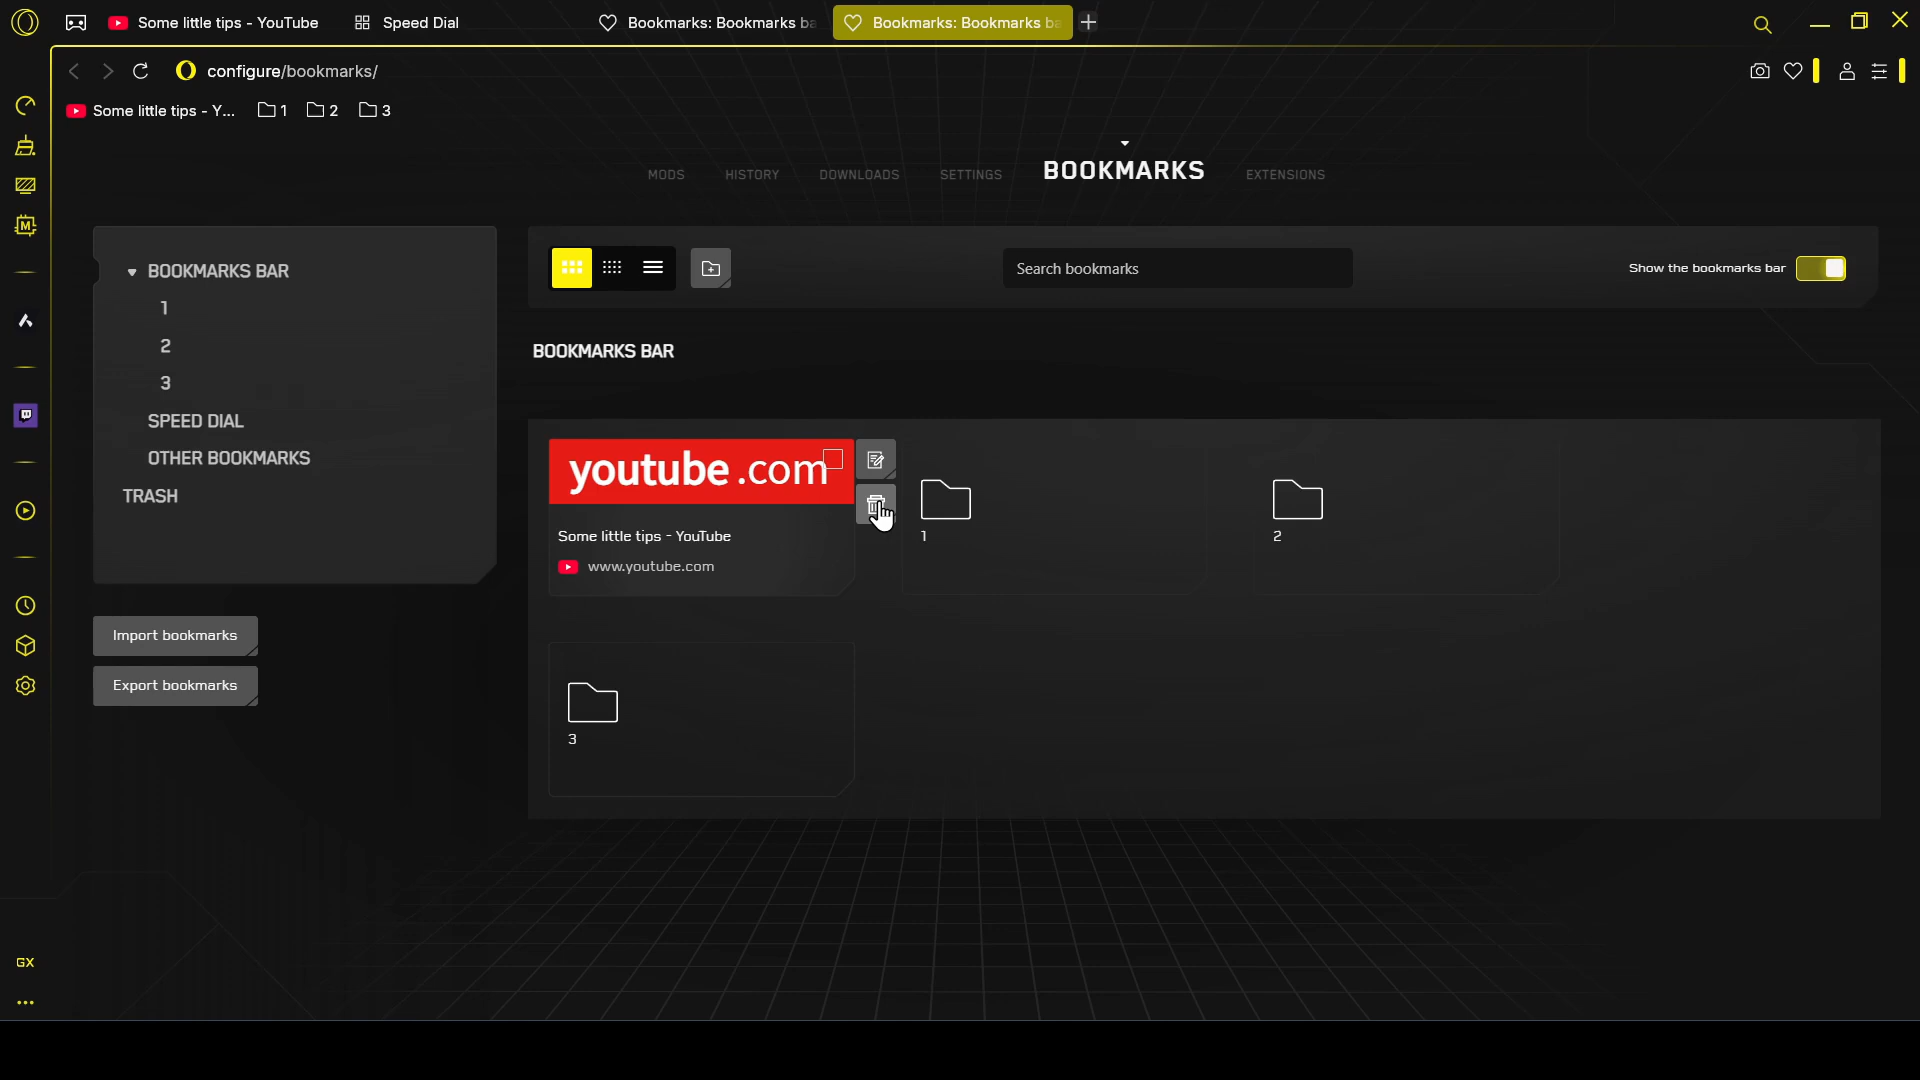 Some little tips - YouTube
Speed Dial
Bookmarks: Bookmarks ba
Bookmarks: Bookmarks ba
configure/bookmarks/
Some little tips - Y...
1
2
3
MODS
HISTORY
DOWNLOADS
SETTINGS
BOOKMARKS
EXTENSIONS
BOOKMARKS BAR
1
2
3
SPEED DIAL
OTHER BOOKMARKS
TRASH
Import bookmarks
Export bookmarks
Search bookmarks
Show the bookmarks bar
BOOKMARKS BAR
youtube.com
Some little tips - YouTube
www.youtube.com
1
2
3
M
GX